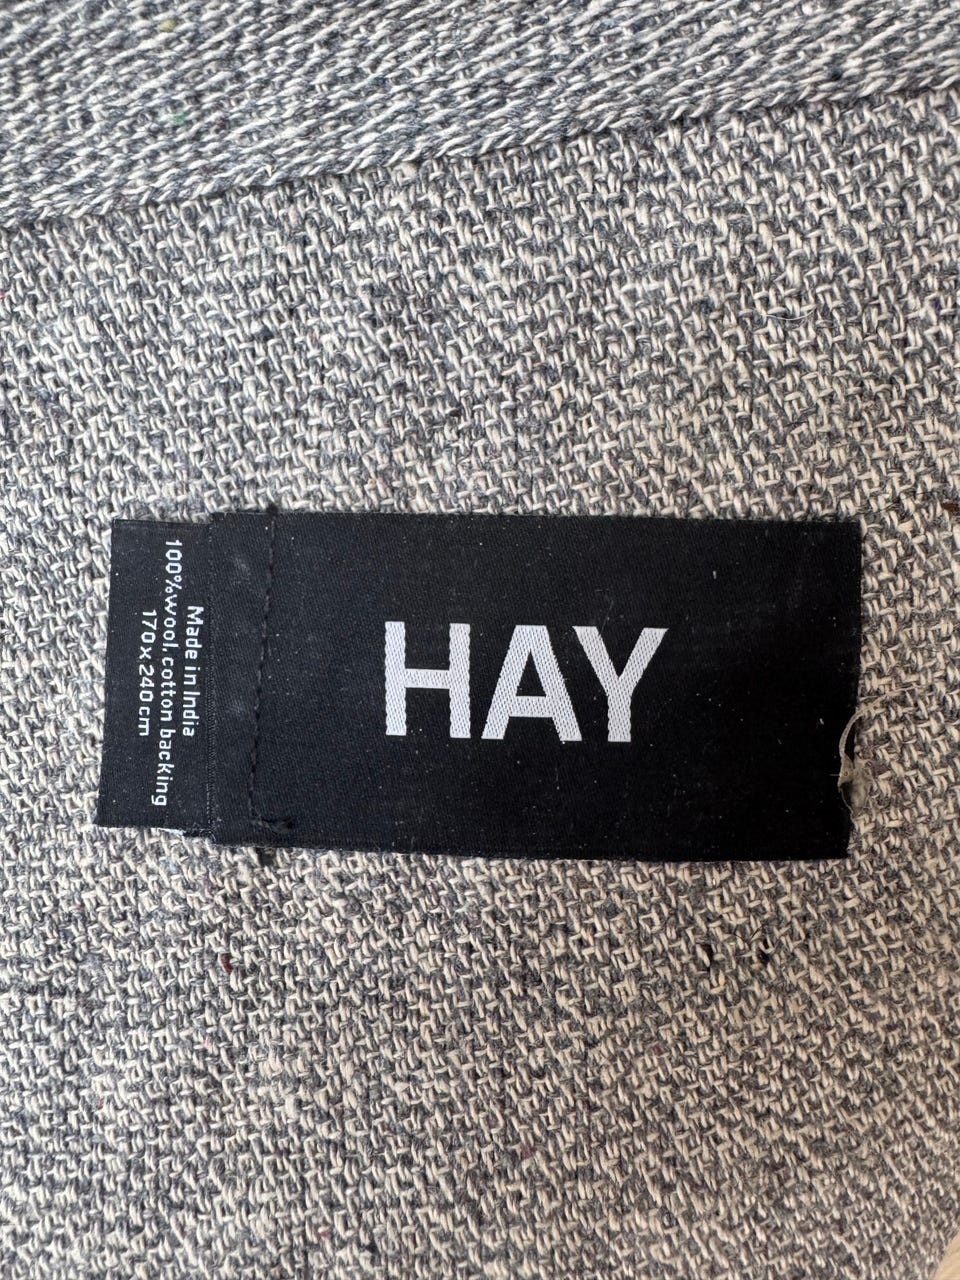 HAY
Made in India
100%wool, cotton backing
170x240cm